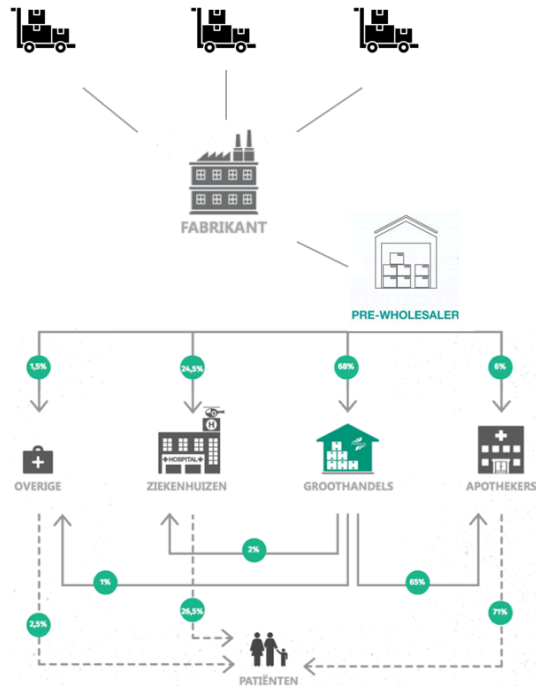 FABRIKANT
PRE-WHOLESALER
1,5%
24,5%
68%
6%
H
HOSPITAL
OVERIGE
ZIEKENHUIZEN
GROOTHANDELS
APOTHEKERS
2%
1%
65%
2,5%
26,5%
71%
PATIËNTEN